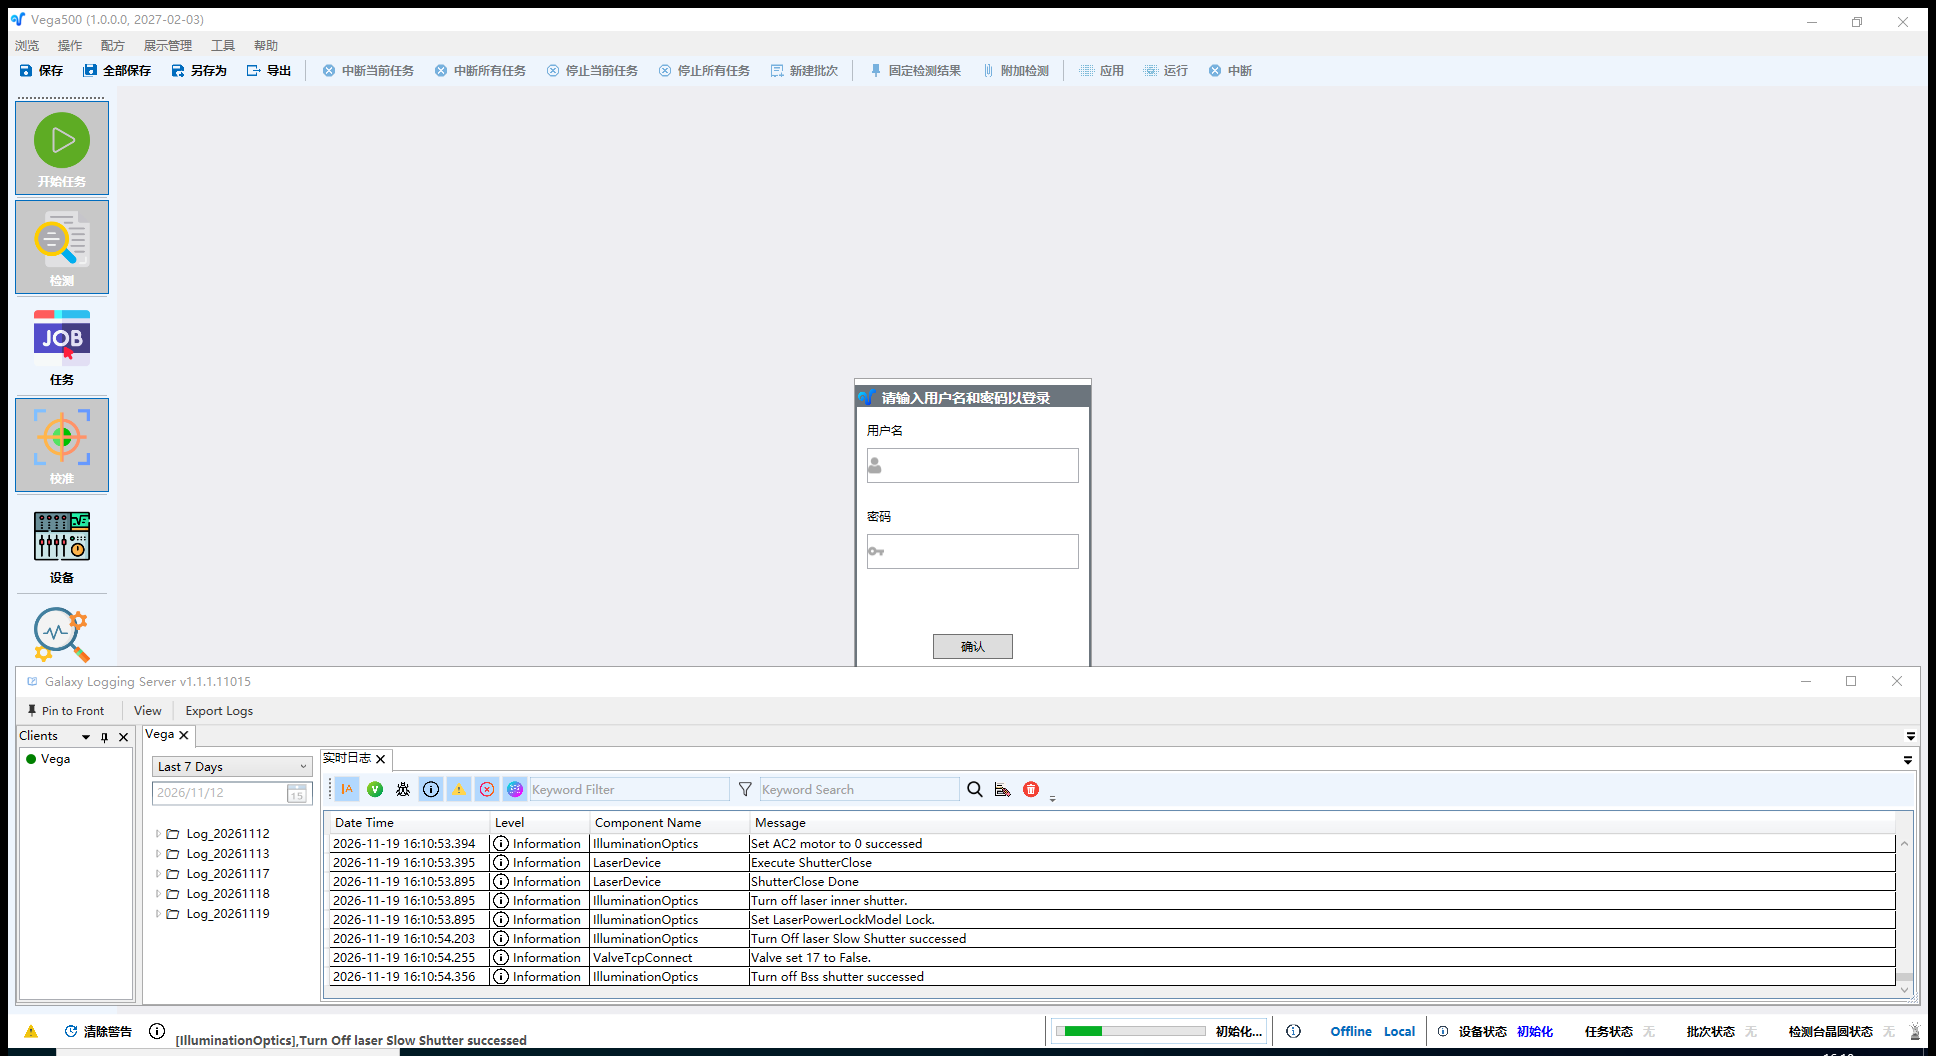 Vega500 (1.0.0.0, 2027-02-03)
浏览 操作 配方 展示管理 工具 帮助
保存 全部保存 另存为 导出 中断当前任务 中断所有任务 停止当前任务 停止所有任务 新建批次 固定检测结果 附加检测 应用 运行 中断
开始任务
检测
JOB
任务
校准
设备
请输入用户名和密码以登录
用户名
密码
确认
Galaxy Logging Server v1.1.1.11015
Pin to Front View Export Logs
Clients
Vega
Vega
Last 7 Days
2026/11/12 15
Log_20261112
Log_20261113
Log_20261117
Log_20261118
Log_20261119
实时日志
Keyword Filter Keyword Search
Date Time Level Component Name Message
2026-11-19 16:10:53.394 Information IlluminationOptics Set AC2 motor to 0 successed
2026-11-19 16:10:53.395 Information LaserDevice Execute ShutterClose
2026-11-19 16:10:53.895 Information LaserDevice ShutterClose Done
2026-11-19 16:10:53.895 Information IlluminationOptics Turn off laser inner shutter.
2026-11-19 16:10:53.895 Information IlluminationOptics Set LaserPowerLockModel Lock.
2026-11-19 16:10:54.203 Information IlluminationOptics Turn Off laser Slow Shutter successed
2026-11-19 16:10:54.255 Information ValveTcpConnect Valve set 17 to False.
2026-11-19 16:10:54.356 Information IlluminationOptics Turn off Bss shutter successed
清除警告 [IlluminationOptics],Turn Off laser Slow Shutter successed 初始化... Offline Local 设备状态 初始化 任务状态 无 批次状态 无 检测台晶圆状态 无